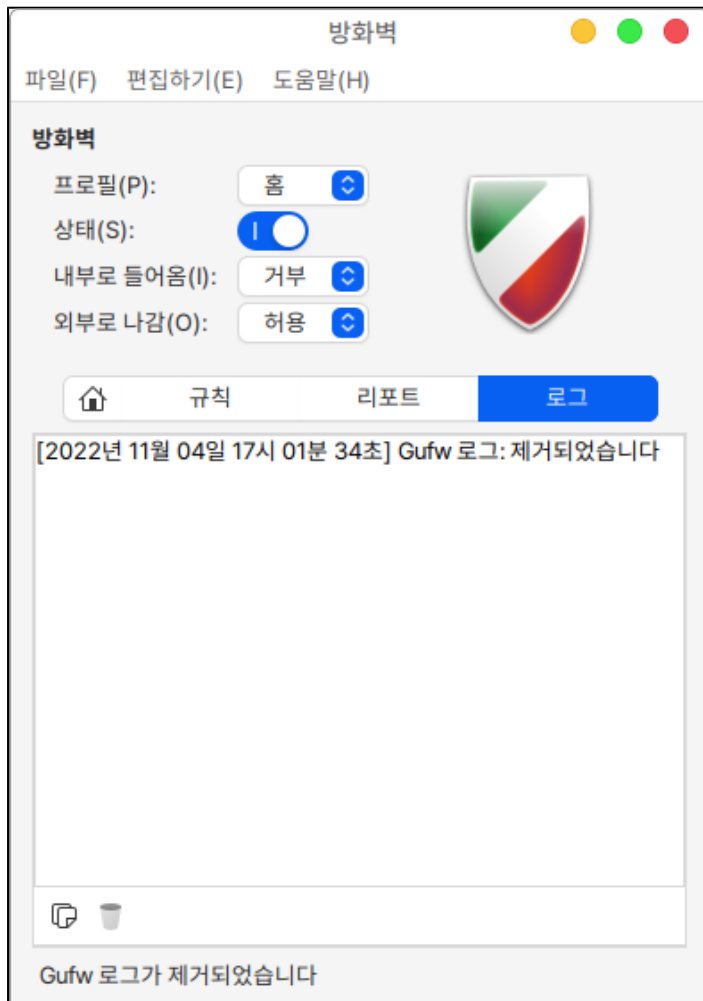 방화벽
파일(F) 편집하기(E) 도움말(H)
방화벽
프로필(P): 홈
상태(S):
내부로 들어옴(I): 거부
외부로 나감(O): 허용
규칙 리포트 로그
[2022년 11월 04일 17시 01분 34초] Gufw 로그: 제거되었습니다
Gufw 로그가 제거되었습니다